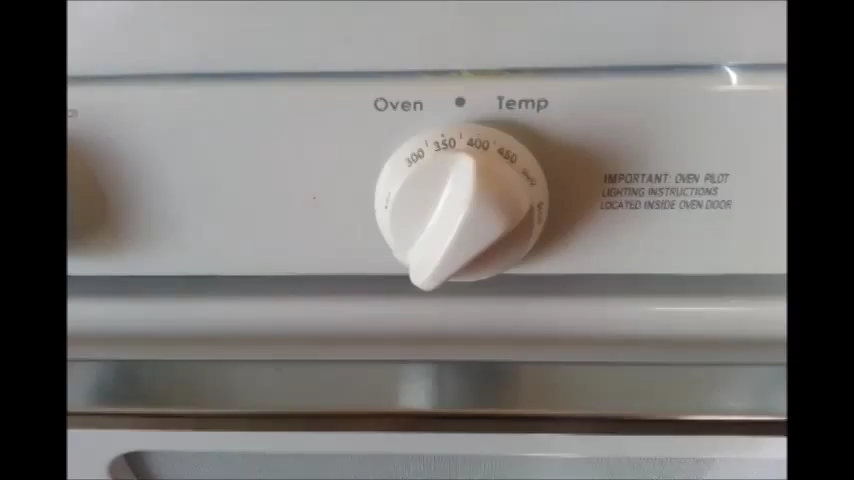 Oven Temp
300 350 400 450
IMPORTANT: OVEN PILOT
LIGHTING INSTRUCTIONS
LOCATED INSIDE OVEN DOOR